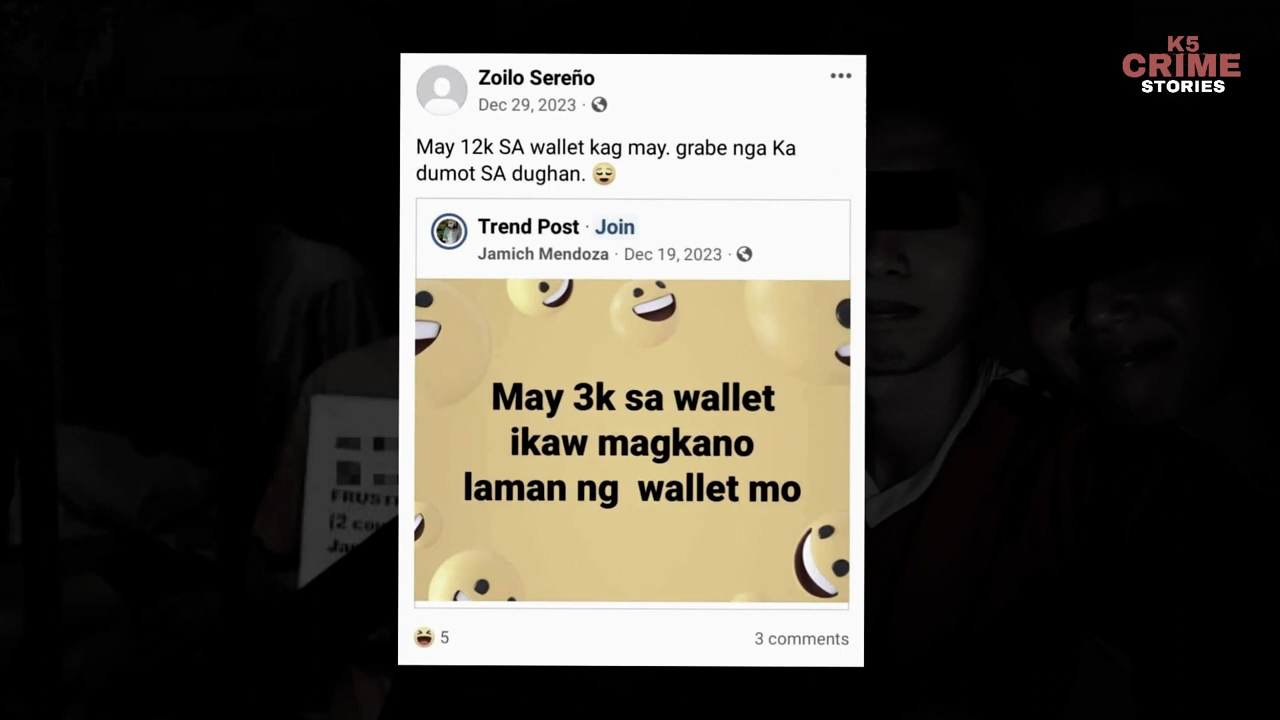 K5
CRIME
STORIES
Zoilo Sereño
Dec 29, 2023 ·
May 12k SA wallet kag may. grabe nga Ka
dumot SA dughan. 😌
Trend Post · Join
Jamich Mendoza · Dec 19, 2023 ·
May 3k sa wallet
ikaw magkano
laman ng wallet mo
5
3 comments
(2